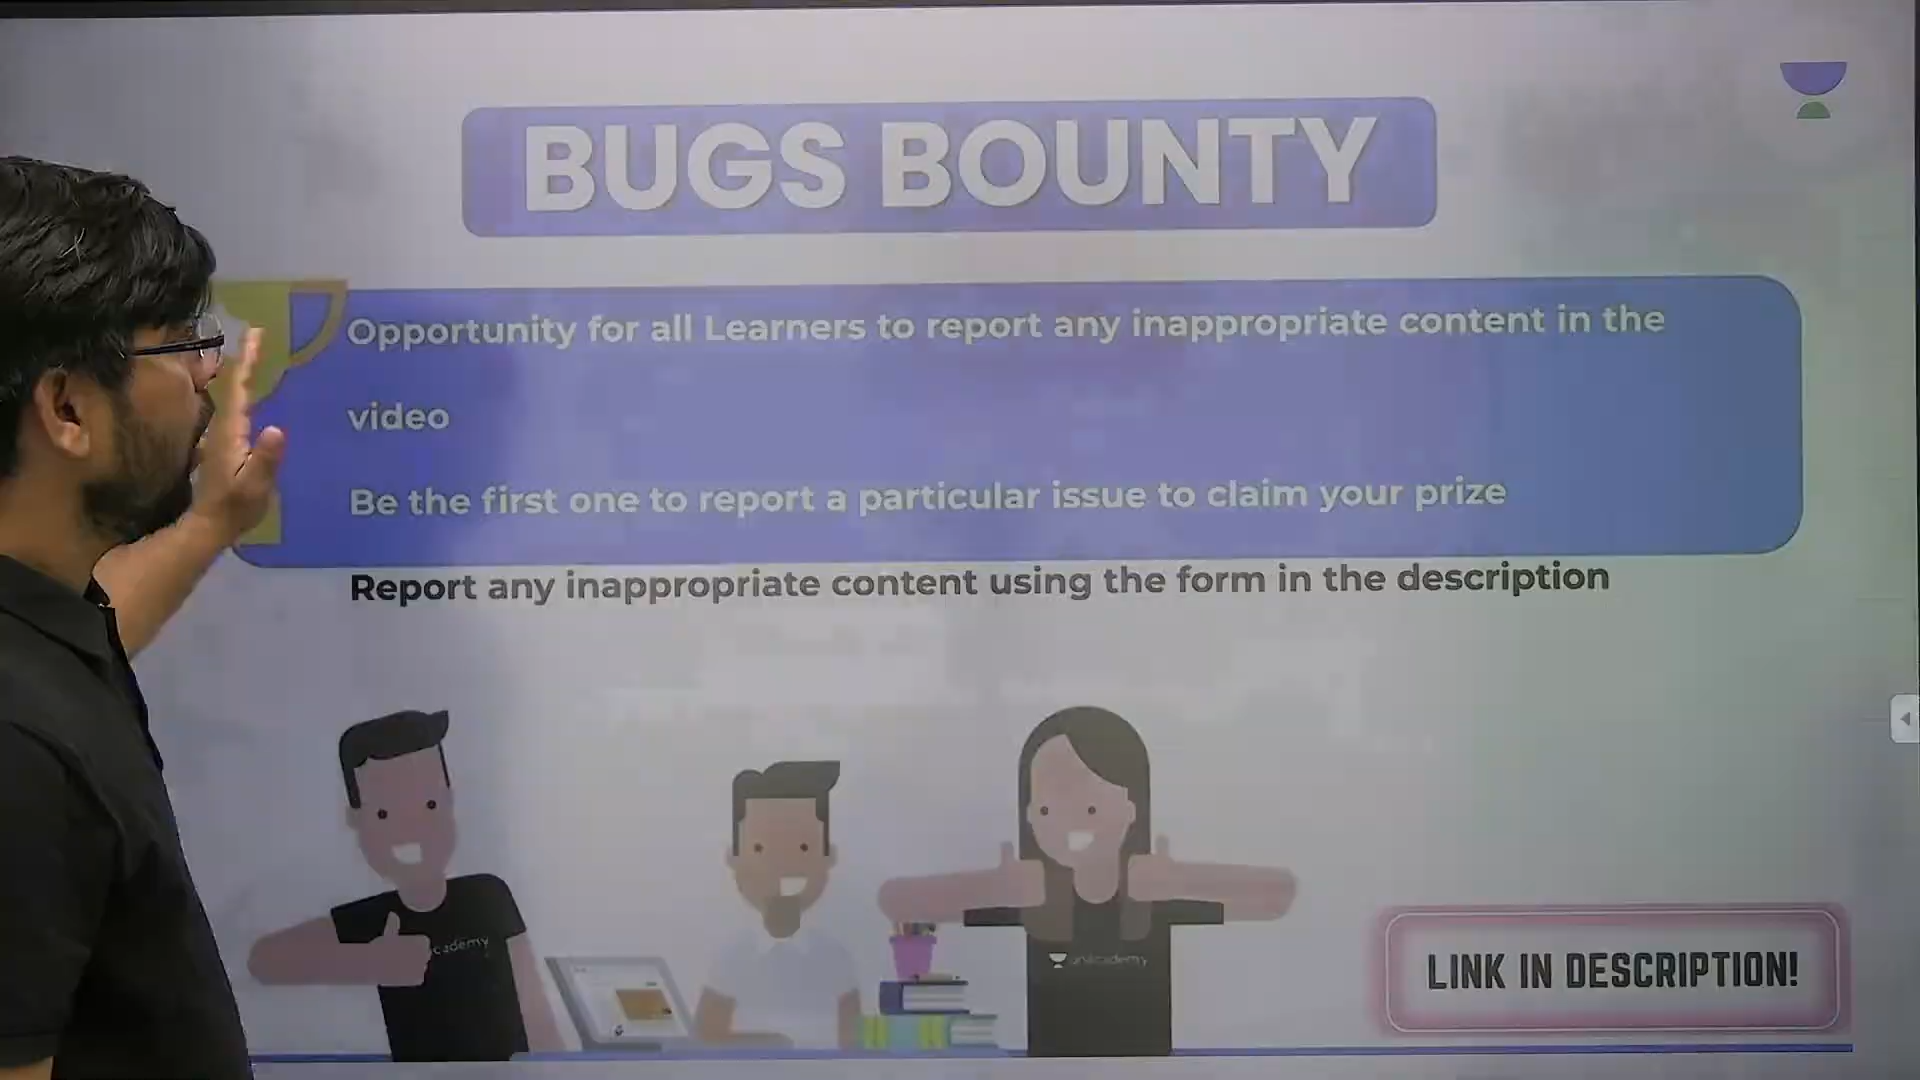 BUGS BOUNTY
Opportunity for all Learners to report any inappropriate content in the
video
Be the first one to report a particular issue to claim your prize
Report any inappropriate content using the form in the description
cademy
unacademy
LINK IN DESCRIPTION!